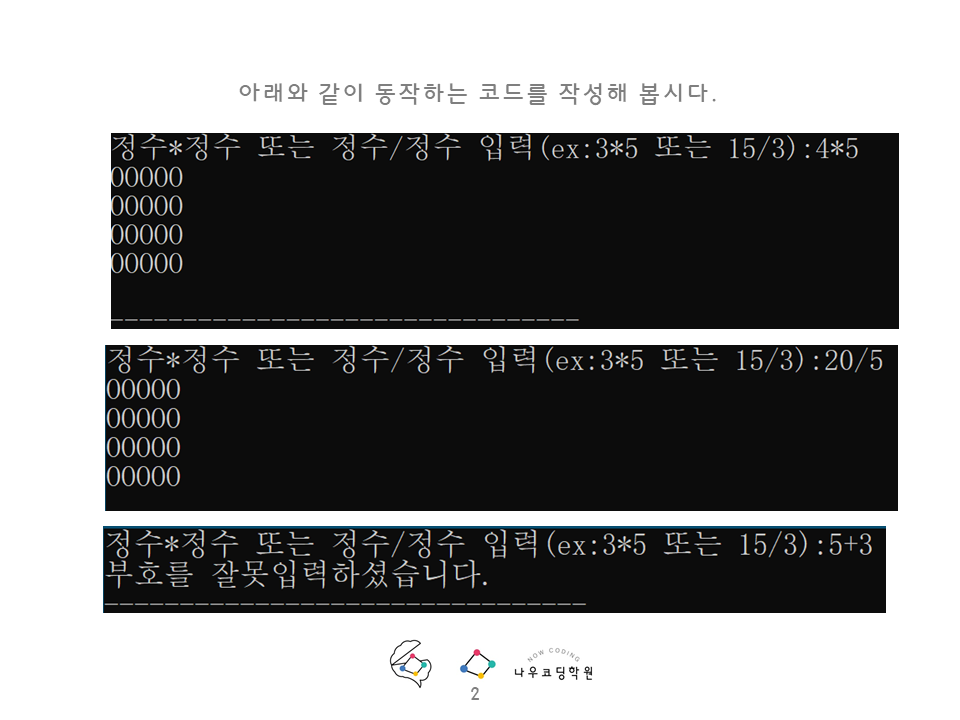 아래와 같이 동작하는 코드를 작성해 봅시다.
정수*정수 또는 정수/정수 입력(ex:3*5 또는 15/3):4*5
00000
00000
00000
00000
--------------------------------
정수*정수 또는 정수/정수 입력(ex:3*5 또는 15/3):20/5
00000
00000
00000
00000
정수*정수 또는 정수/정수 입력(ex:3*5 또는 15/3):5+3
부호를 잘못입력하셨습니다.
--------------------------------
NOW CODING
나우코딩학원
2